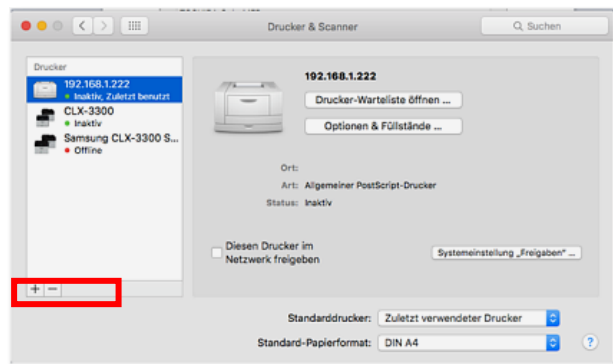 Drucker & Scanner
Suchen
Drucker
192.168.1.222
Inaktiv, Zuletzt benutzt
CLX-3300
Inaktiv
Samsung CLX-3300 S...
Offline
+ −
192.168.1.222
Drucker-Warteliste öffnen ...
Optionen & Füllstände ...
Ort:
Art: Allgemeiner PostScript-Drucker
Status: Inaktiv
Diesen Drucker im
Netzwerk freigeben
Systemeinstellung „Freigaben“ ...
Standarddrucker: Zuletzt verwendeter Drucker
Standard-Papierformat: DIN A4
?